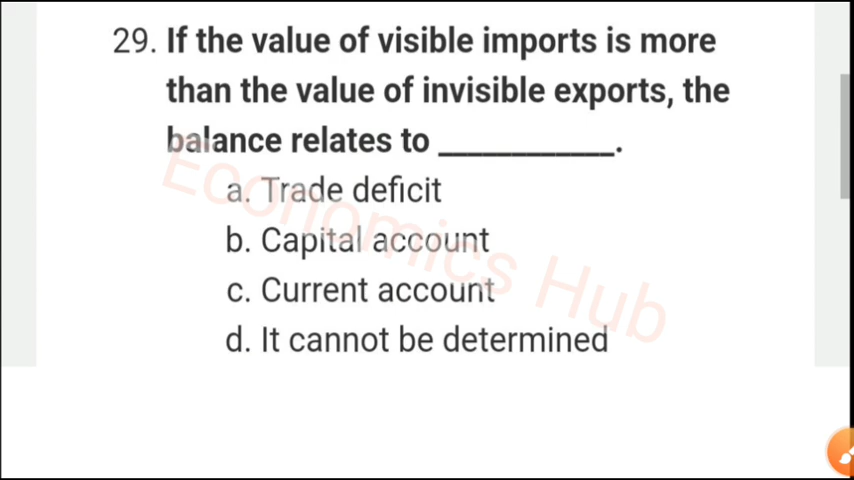 29. If the value of visible imports is more
than the value of invisible exports, the
balance relates to ____________.
a. Trade deficit
b. Capital account
c. Current account
d. It cannot be determined
Economics Hub